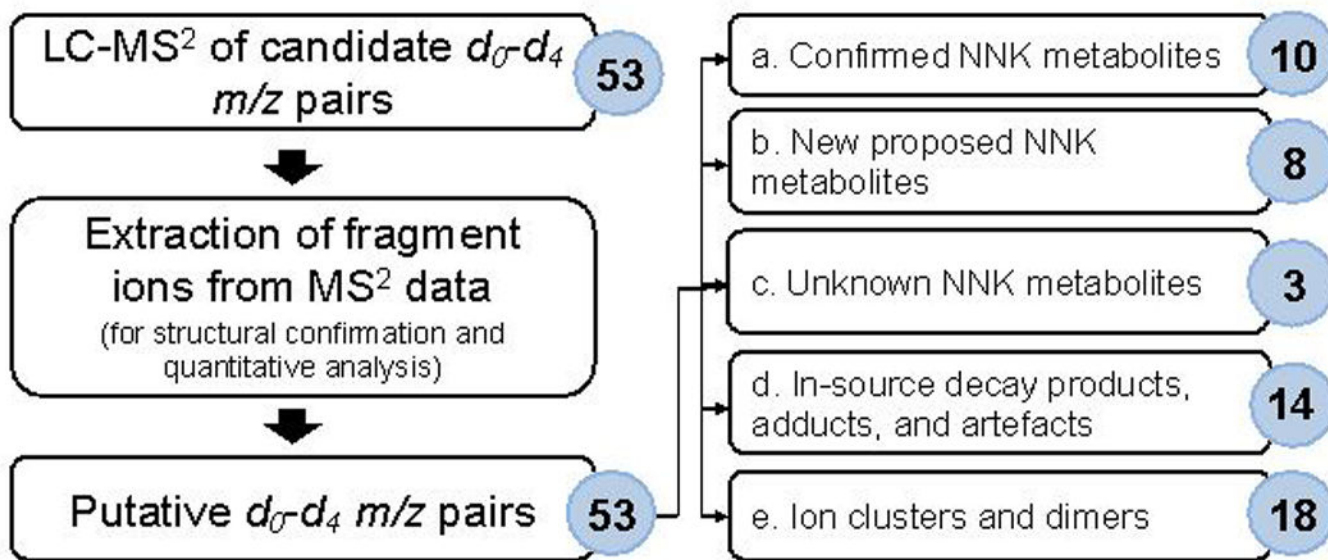 LC-MS² of candidate d₀-d₄
m/z pairs
53
Extraction of fragment
ions from MS² data
(for structural confirmation and
quantitative analysis)
Putative d₀-d₄ m/z pairs
53
a. Confirmed NNK metabolites
10
b. New proposed NNK
metabolites
8
c. Unknown NNK metabolites
3
d. In-source decay products,
adducts, and artefacts
14
e. Ion clusters and dimers
18